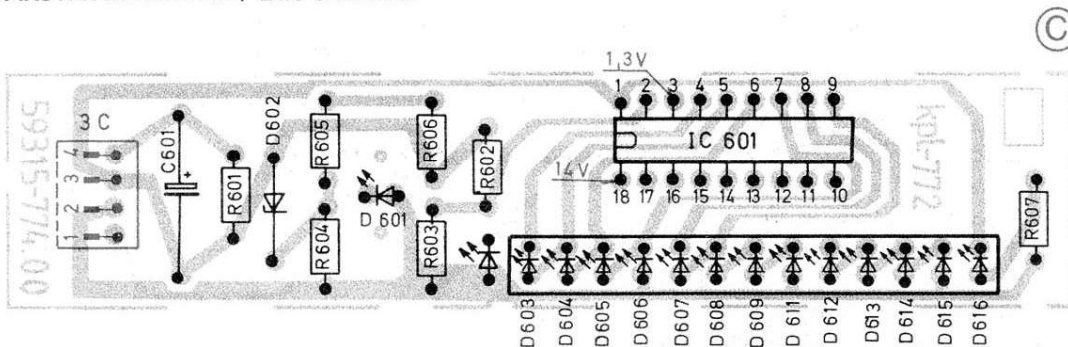 C
1,3V
1 2 3 4 5 6 7 8 9
59315-774.00
3 C
4
3
2
1
C601
+
R601
D602
R605
R604
D 601
R606
R603
R602
IC 601
14V
18 17 16 15 14 13 12 11 10
kpl-772
R607
D603 D604 D605 D606 D607 D608 D609 D611 D612 D613 D614 D615 D616